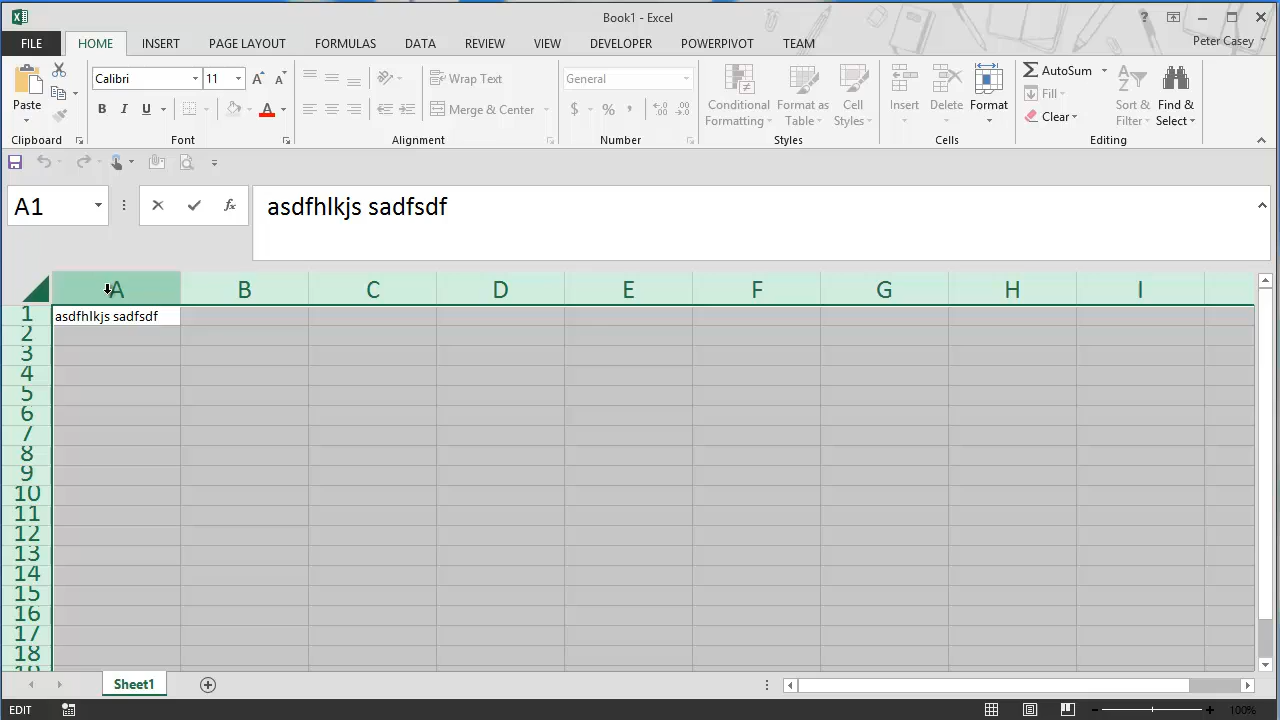 Book1 - Excel
?
FILE HOME INSERT PAGE LAYOUT FORMULAS DATA REVIEW VIEW DEVELOPER POWERPIVOT TEAM Peter Casey
Paste
Calibri 11 A A
B I U A
Wrap Text
Merge & Center
General
$ % ,
Conditional Formatting
Format as Table
Cell Styles
Insert Delete Format
AutoSum
Fill
Clear
Sort & Filter
Find & Select
Clipboard Font Alignment Number Styles Cells Editing
A1 fx asdfhlkjs sadfsdf
A B C D E F G H I
1 asdfhlkjs sadfsdf
2
3
4
5
6
7
8
9
10
11
12
13
14
15
16
17
18
19
Sheet1
EDIT 100%